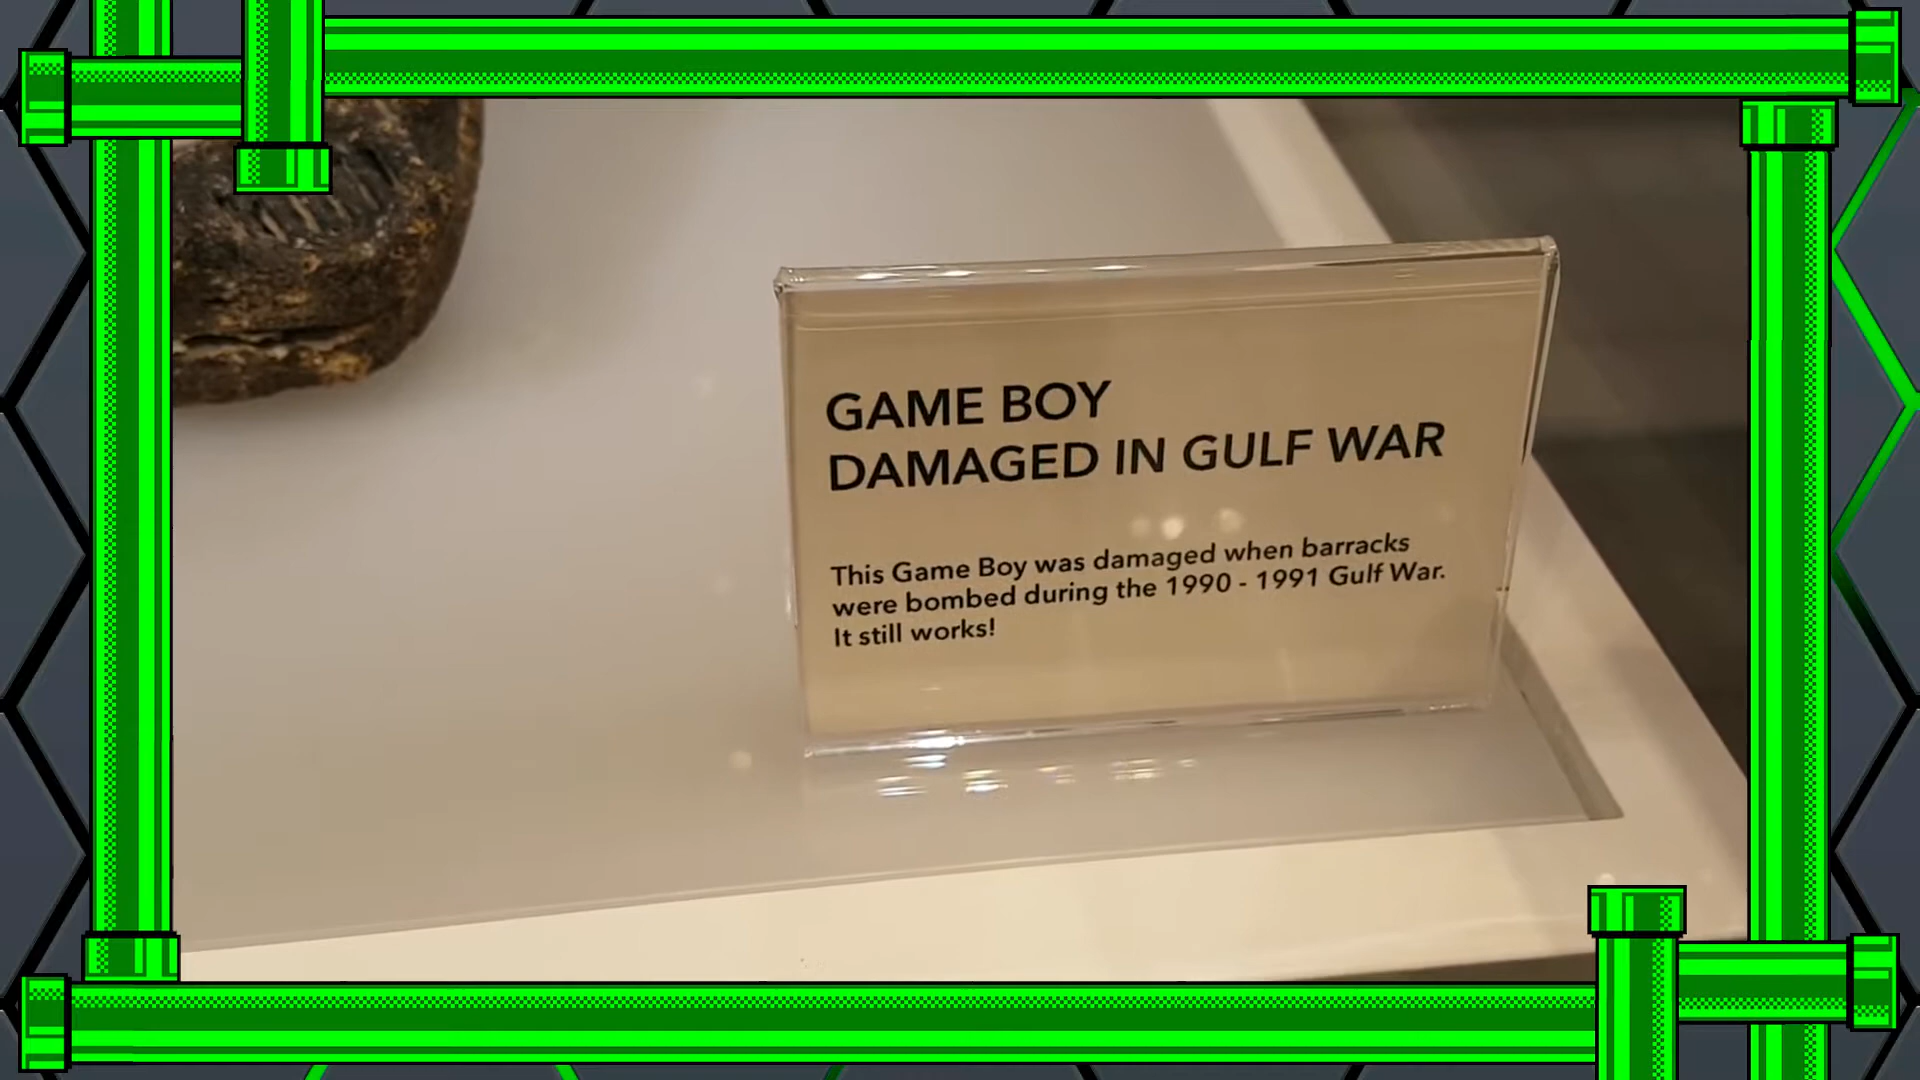 GAME BOY
DAMAGED IN GULF WAR
This Game Boy was damaged when barracks
were bombed during the 1990 - 1991 Gulf War.
It still works!